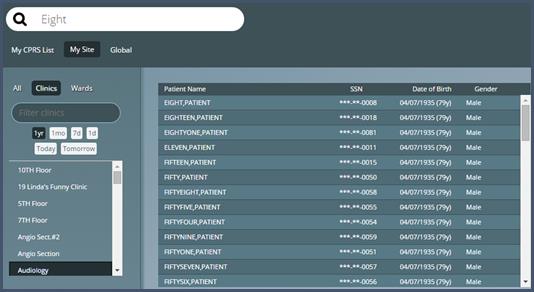 Eight
My CPRS List My Site Global
All Clinics Wards
Filter clinics
1yr 1mo 7d 1d
Today Tomorrow
10TH Floor
19 Linda's Funny Clinic
5TH Floor
7TH Floor
Angio Sect.#2
Angio Section
Audiology
Patient Name SSN Date of Birth Gender
EIGHT,PATIENT ***-**-0008 04/07/1935 (79y) Male
EIGHTEEN,PATIENT ***-**-0018 04/07/1935 (79y) Male
EIGHTYONE,PATIENT ***-**-0081 04/07/1935 (79y) Male
ELEVEN,PATIENT ***-**-0011 04/07/1935 (79y) Male
FIFTEEN,PATIENT ***-**-0015 04/07/1935 (79y) Male
FIFTY,PATIENT ***-**-0050 04/07/1935 (79y) Male
FIFTYEIGHT,PATIENT ***-**-0058 04/07/1935 (79y) Male
FIFTYFIVE,PATIENT ***-**-0055 04/07/1935 (79y) Male
FIFTYFOUR,PATIENT ***-**-0054 04/07/1935 (79y) Male
FIFTYNINE,PATIENT ***-**-0059 04/07/1935 (79y) Male
FIFTYONE,PATIENT ***-**-0051 04/07/1935 (79y) Male
FIFTYSEVEN,PATIENT ***-**-0057 04/07/1935 (79y) Male
FIFTYSIX,PATIENT ***-**-0056 04/07/1935 (79y) Male